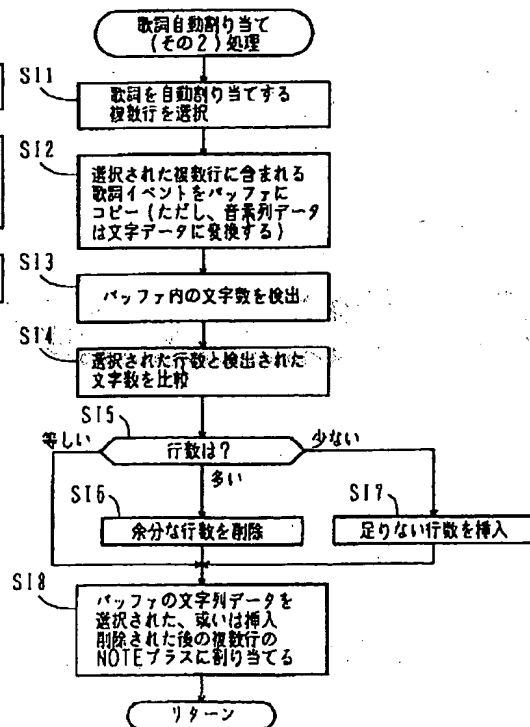 歌詞自動割り当て
(その2)処理
SI1
歌詞を自動割り当てする
複数行を選択
SI2
選択された複数行に含まれる
歌詞イベントをバッファに
コピー(ただし、音素列データ
は文字データに変換する)
SI3
バッファ内の文字数を検出
SI4
選択された行数と検出された
文字数を比較
SI5
等しい
行数は?
少ない
多い
SI6
余分な行数を削除
SI7
足りない行数を挿入
SI8
バッファの文字列データを
選択された、或いは挿入
削除された後の複数行の
NOTEプラスに割り当てる
リターン